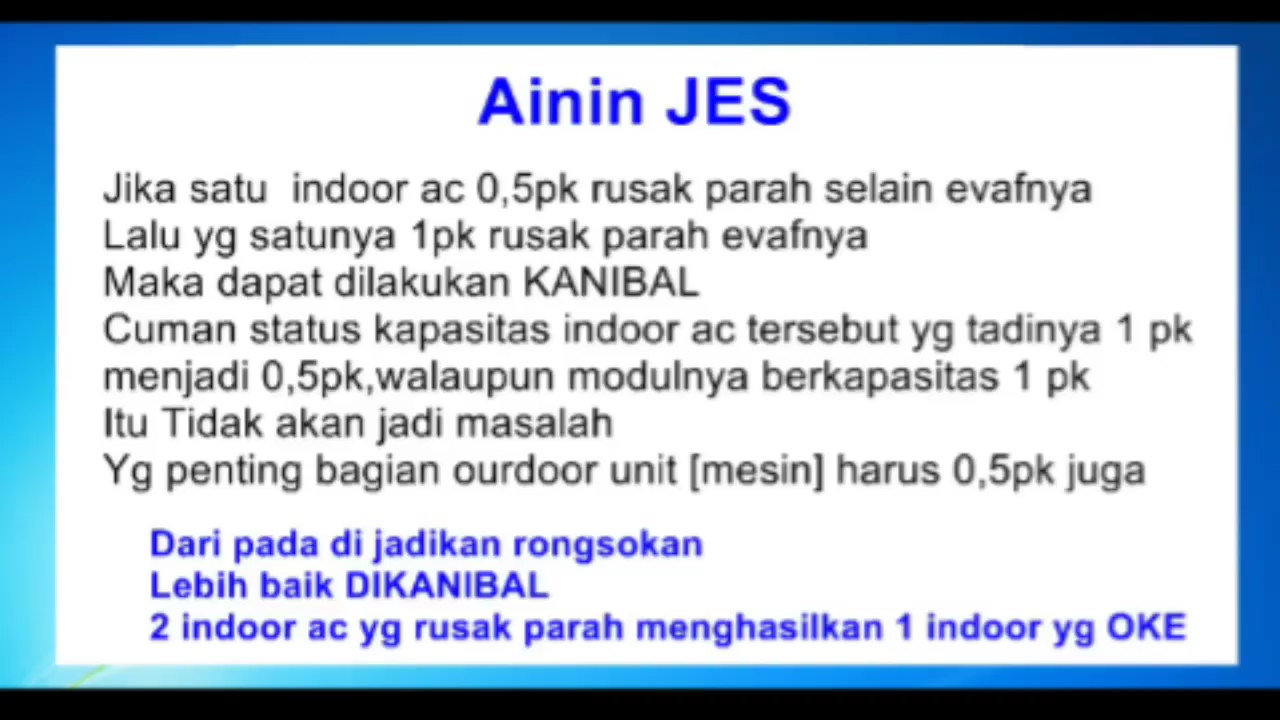 Ainin JES
Jika satu  indoor ac 0,5pk rusak parah selain evafnya
Lalu yg satunya 1pk rusak parah evafnya
Maka dapat dilakukan KANIBAL
Cuman status kapasitas indoor ac tersebut yg tadinya 1 pk
menjadi 0,5pk,walaupun modulnya berkapasitas 1 pk
Itu Tidak akan jadi masalah
Yg penting bagian ourdoor unit [mesin] harus 0,5pk juga
Dari pada di jadikan rongsokan
Lebih baik DIKANIBAL
2 indoor ac yg rusak parah menghasilkan 1 indoor yg OKE